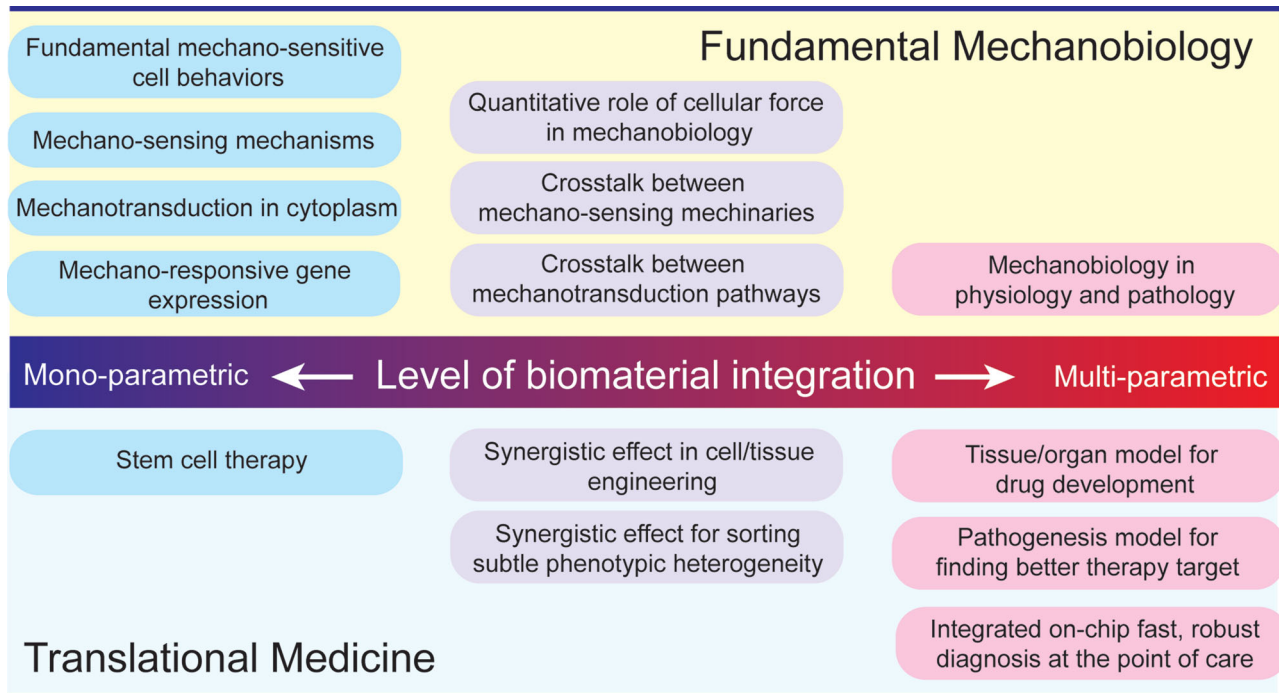 Fundamental Mechanobiology
Fundamental mechano-sensitive
cell behaviors
Mechano-sensing mechanisms
Mechanotransduction in cytoplasm
Mechano-responsive gene
expression
Quantitative role of cellular force
in mechanobiology
Crosstalk between
mechano-sensing mechinaries
Crosstalk between
mechanotransduction pathways
Mechanobiology in
physiology and pathology
Mono-parametric
Level of biomaterial integration
Multi-parametric
Stem cell therapy
Synergistic effect in cell/tissue
engineering
Synergistic effect for sorting
subtle phenotypic heterogeneity
Tissue/organ model for
drug development
Pathogenesis model for
finding better therapy target
Integrated on-chip fast, robust
diagnosis at the point of care
Translational Medicine